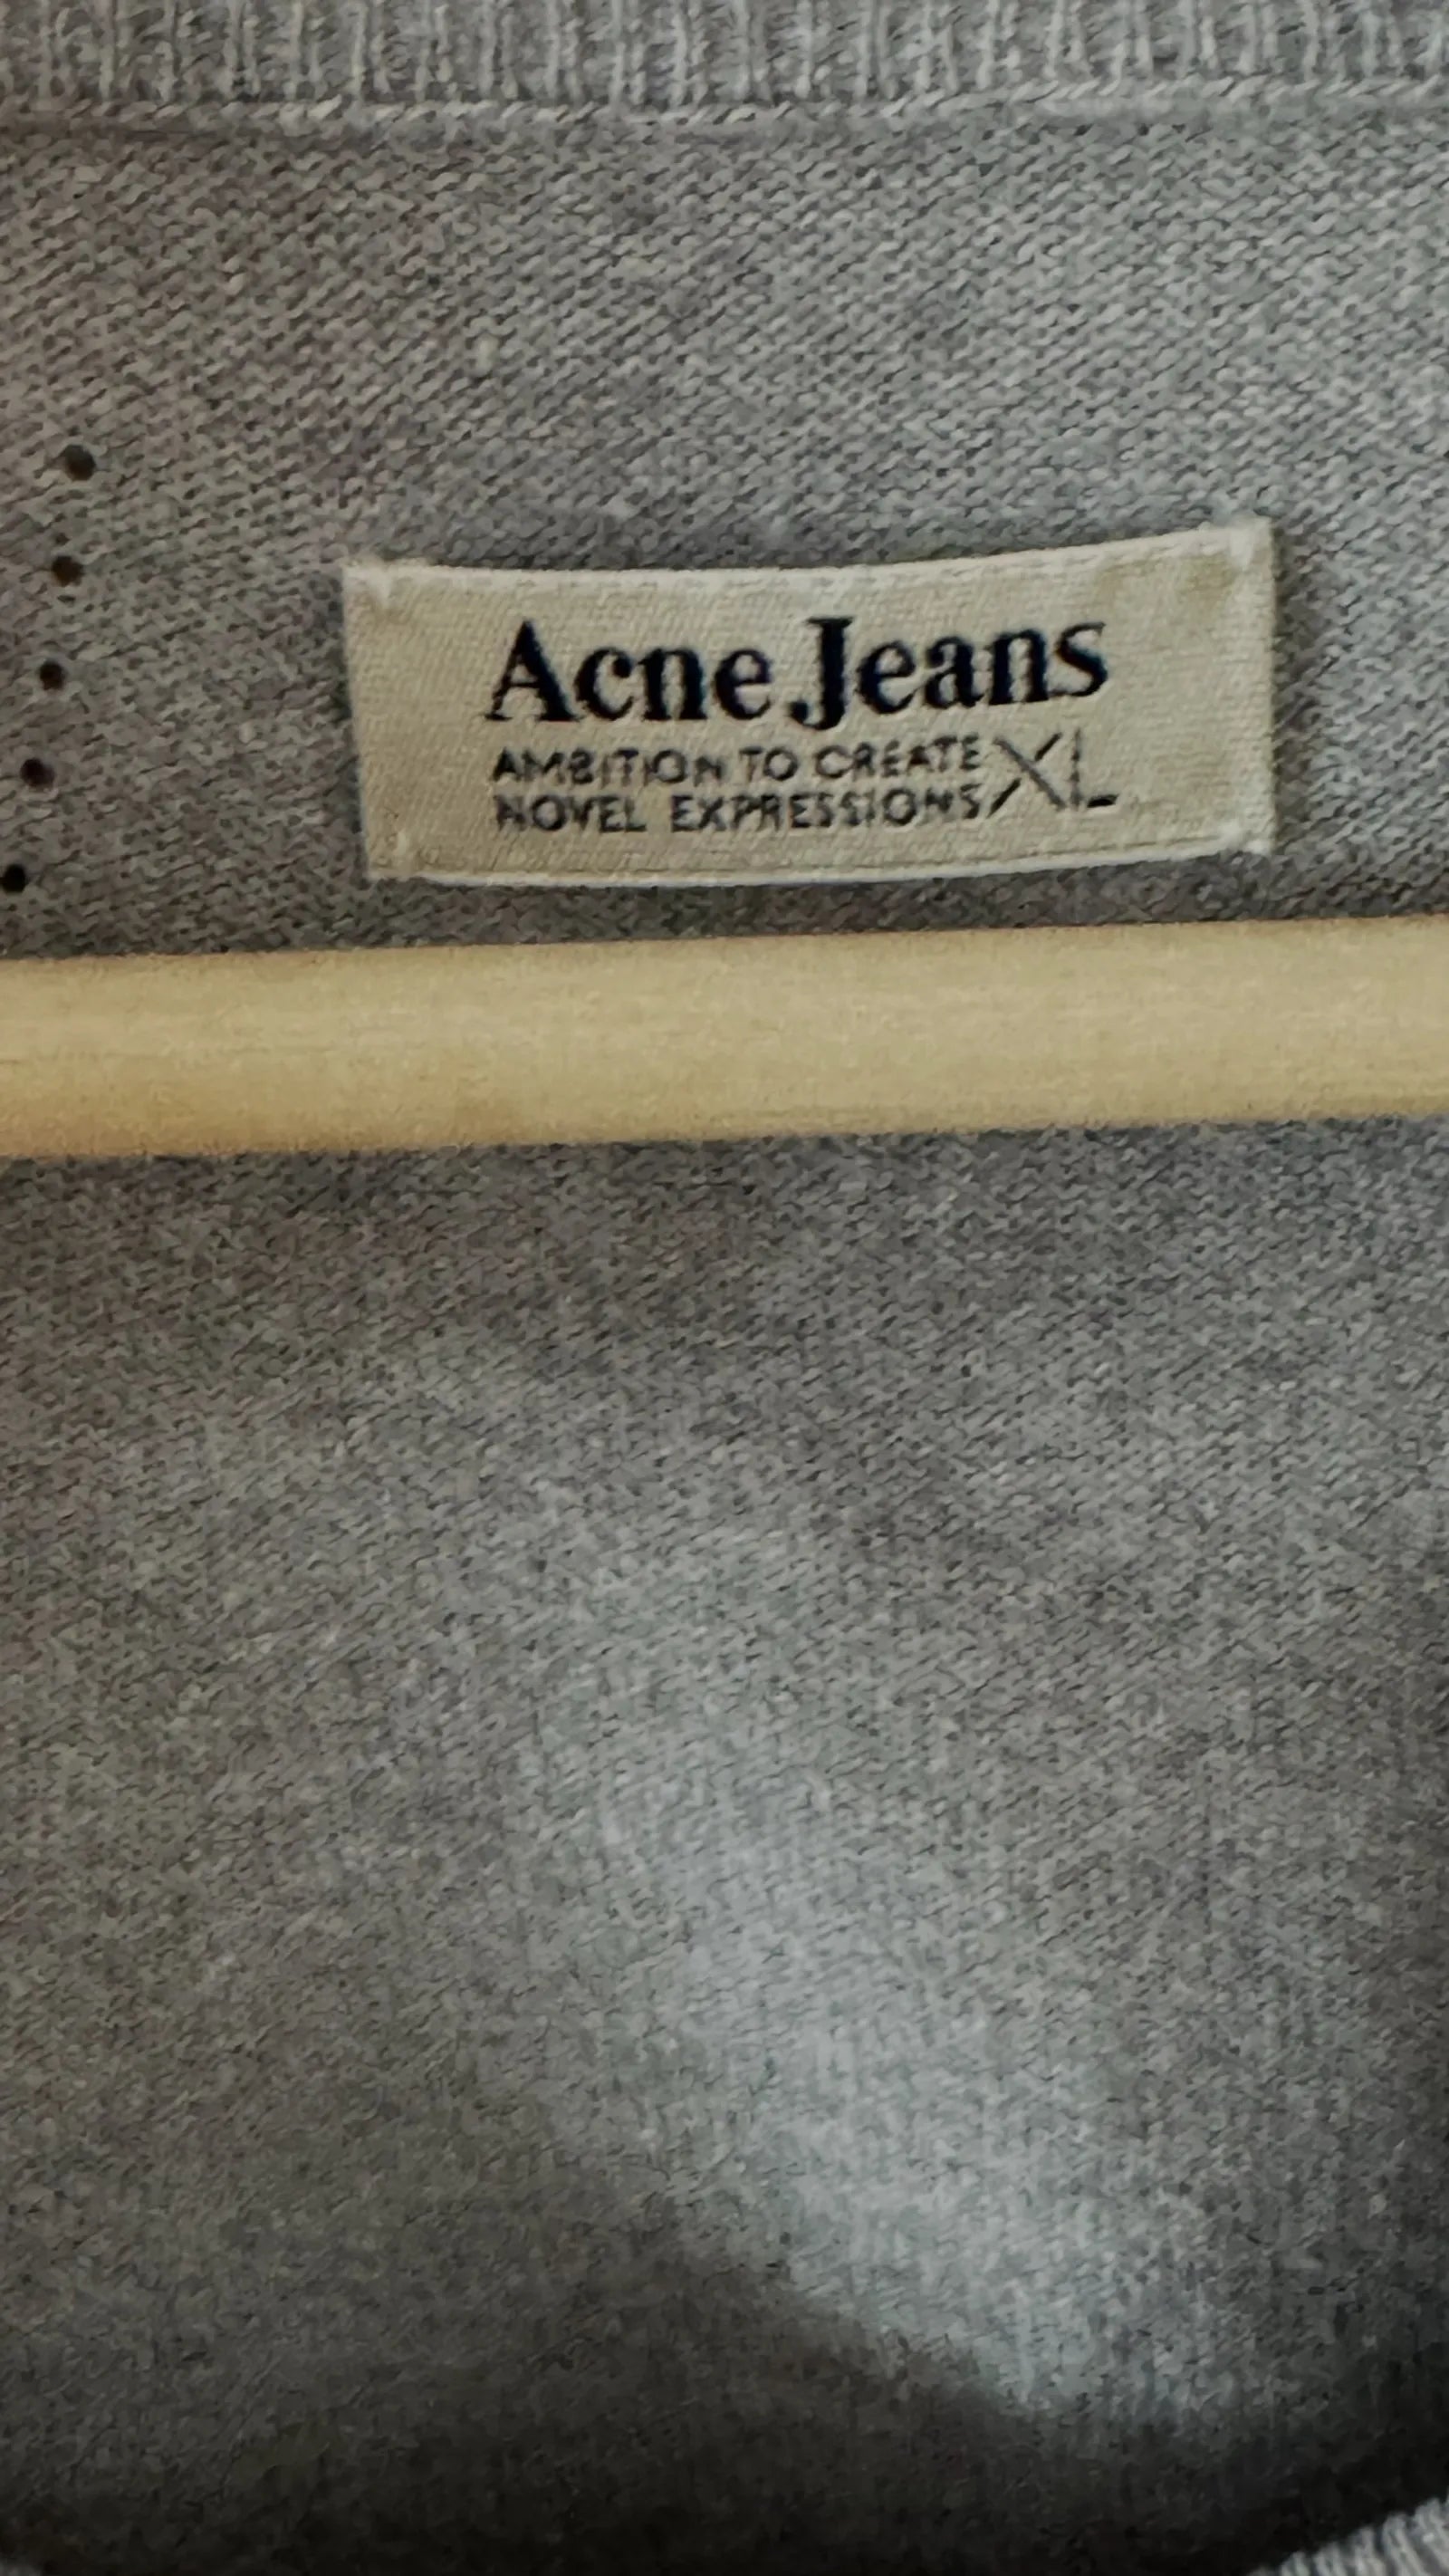 Acne Jeans
AMBITION TO CREATE
NOVEL EXPRESSIONS XL